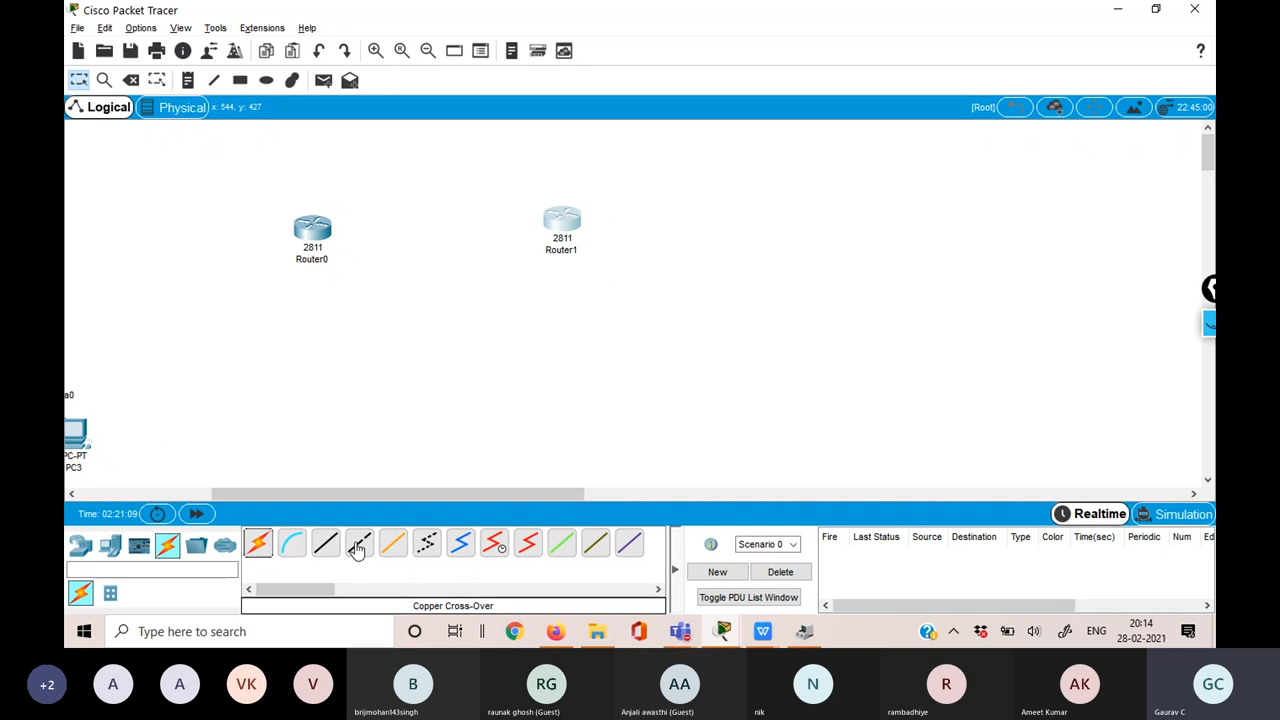 Cisco Packet Tracer
File Edit Options View Tools Extensions Help
?
Logical Physical x: 544, y: 427 [Root] 22:45:00
2811
Router0
2811
Router1
a0
PC-PT
PC3
Time: 02:21:09 Realtime Simulation
Scenario 0
New Delete
Toggle PDU List Window
Fire Last Status Source Destination Type Color Time(sec) Periodic Num Ed
Copper Cross-Over
Type here to search
ENG
20:14
28-02-2021
+2 A A VK V B RG AA N R AK GC
brijmohan143singh raunak ghosh (Guest) Anjali awasthi (Guest) nik rambadhiye Ameet Kumar Gaurav C